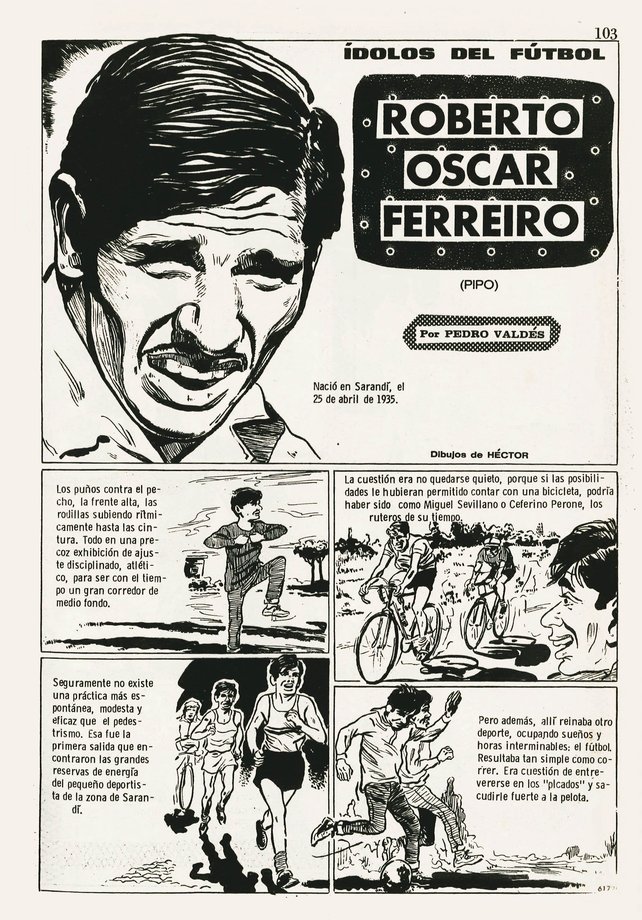 103
ÍDOLOS DEL FÚTBOL
ROBERTO
OSCAR
FERREIRO
(PIPO)
Por PEDRO VALDÉS
Nació en Sarandí, el
25 de abril de 1935.
Dibujos de HÉCTOR
Los puños contra el pe-
cho, la frente alta, las
rodillas subiendo rítmi-
camente hasta las cin-
tura. Todo en una pre-
coz exhibición de ajus-
te disciplinado, atléti-
co, para ser con el tiem-
po un gran corredor de
medio fondo.
La cuestión era no quedarse quieto, porque si las posibili-
dades le hubieran permitido contar con una bicicleta, podría
haber sido como Miguel Sevillano o Ceferino Perone, los
ruteros de su tiempo.
Seguramente no existe
una práctica más es-
pontánea, modesta y
eficaz que el pedes-
trismo. Esa fue la
primera salida que en-
contraron las grandes
reservas de energía
del pequeño deportis-
ta de la zona de Saran-
dí.
Pero además, allí reinaba otro
deporte, ocupando sueños y
horas interminables: el fútbol.
Resultaba tan simple como co-
rrer. Era cuestión de entre-
vererse en los "picados" y sa-
cudirle fuerte a la pelota.